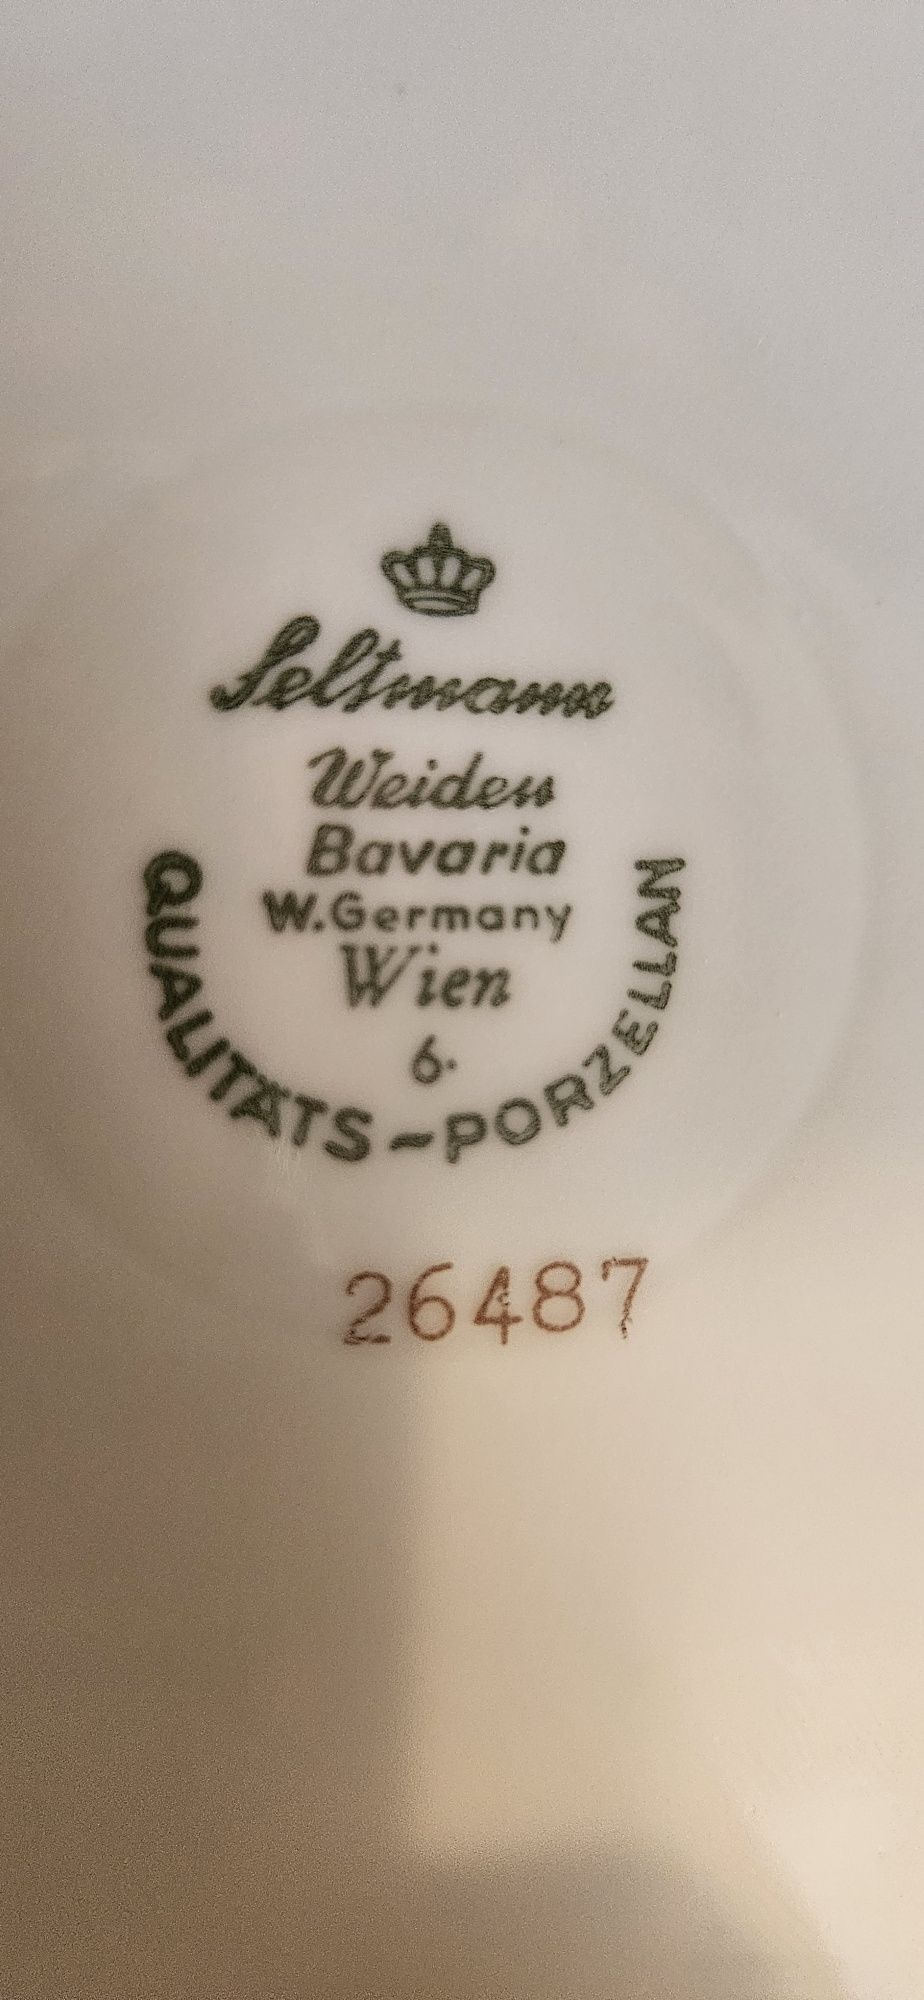 Seltmann
Weiden
Bavaria
W.Germany
Wien
6.
QUALITÄTS-PORZELLAN
26487